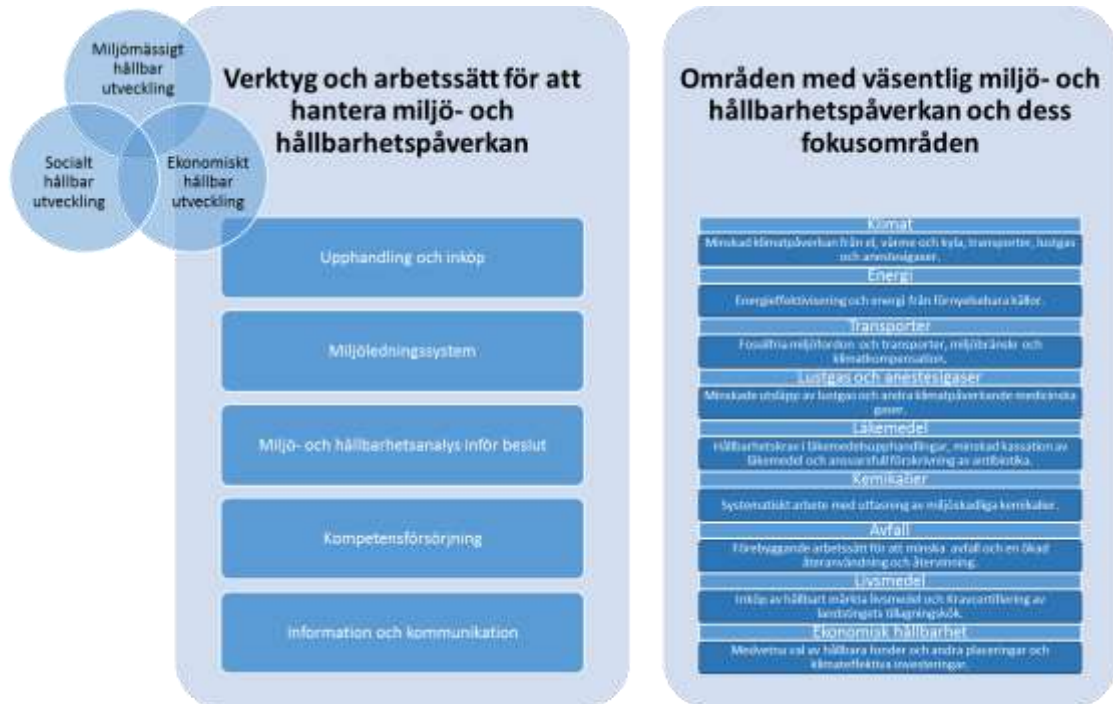 Miljömässigt
hållbar
utveckling
Socialt
hållbar
utveckling
Ekonomiskt
hållbar
utveckling
Verktyg och arbetssätt för att
hantera miljö- och
hållbarhetspåverkan
Upphandling och inköp
Miljöledningssystem
Miljö- och hållbarhetsanalys inför beslut
Kompetensförsörjning
Information och kommunikation
Områden med väsentlig miljö- och
hållbarhetspåverkan och dess
fokusområden
Klimat
Minskad klimatpåverkan från el, värme och kyla, transporter, lustgas
och anestesigaser.
Energi
Energieffektivisering och energi från förnyelsebara källor.
Transporter
Fossilfria miljöfordon och transporter, miljöbränslr och
klimatkompensation.
Lustgas och anestesigaser
Minskade utsläpp av lustgas och andra klimatpåverkande medicinska
gaser.
Läkemedel
Hållbarhetskrav i läkemedelsupphandlingar, minskad kassation av
läkemedel och ansvarsfull förskrivning av antibiotika.
Kemikalier
Systematiskt arbete med utfasning av miljöskadliga kemikalier.
Avfall
Förebyggande arbetssätt för att minska avfall och en ökad
återanvändning och återvinning.
Livsmedel
Inköp av hållbart märkta livsmedel och Kravcertifiering av
landstingets tillagningskök.
Ekonomisk hållbarhet
Medvetna val av hållbara fonder och andra placeringar och
klimateffektiva investeringar.